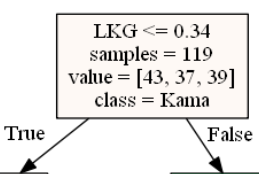 LKG <= 0.34
samples = 119
value = [43, 37, 39]
class = Kama
True
False